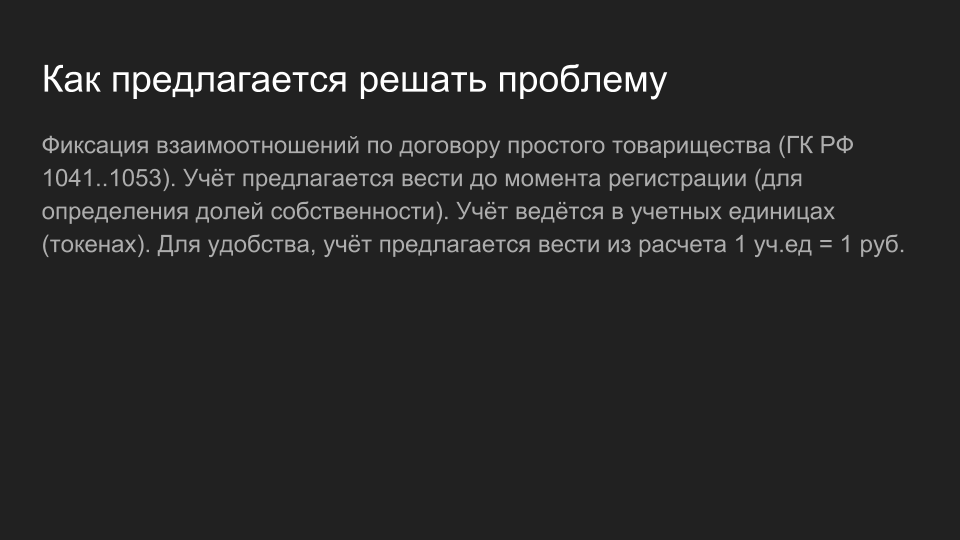 Как предлагается решать проблему
Фиксация взаимоотношений по договору простого товарищества (ГК РФ
1041..1053). Учёт предлагается вести до момента регистрации (для
определения долей собственности). Учёт ведётся в учетных единицах
(токенах). Для удобства, учёт предлагается вести из расчета 1 уч.ед = 1 руб.